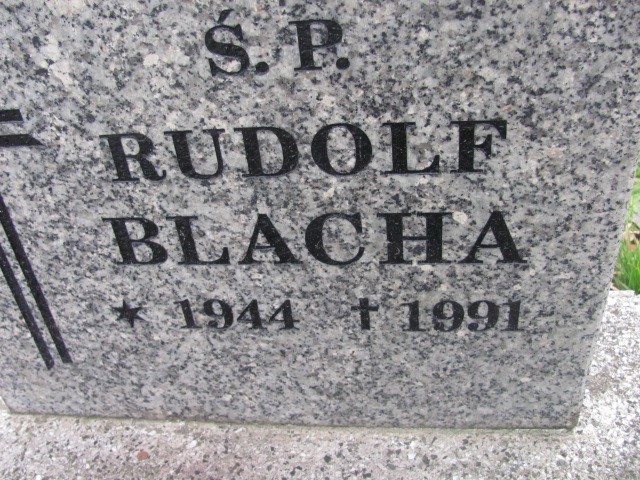 Ś.P.
RUDOLF
BLACHA
★ 1944 † 1991